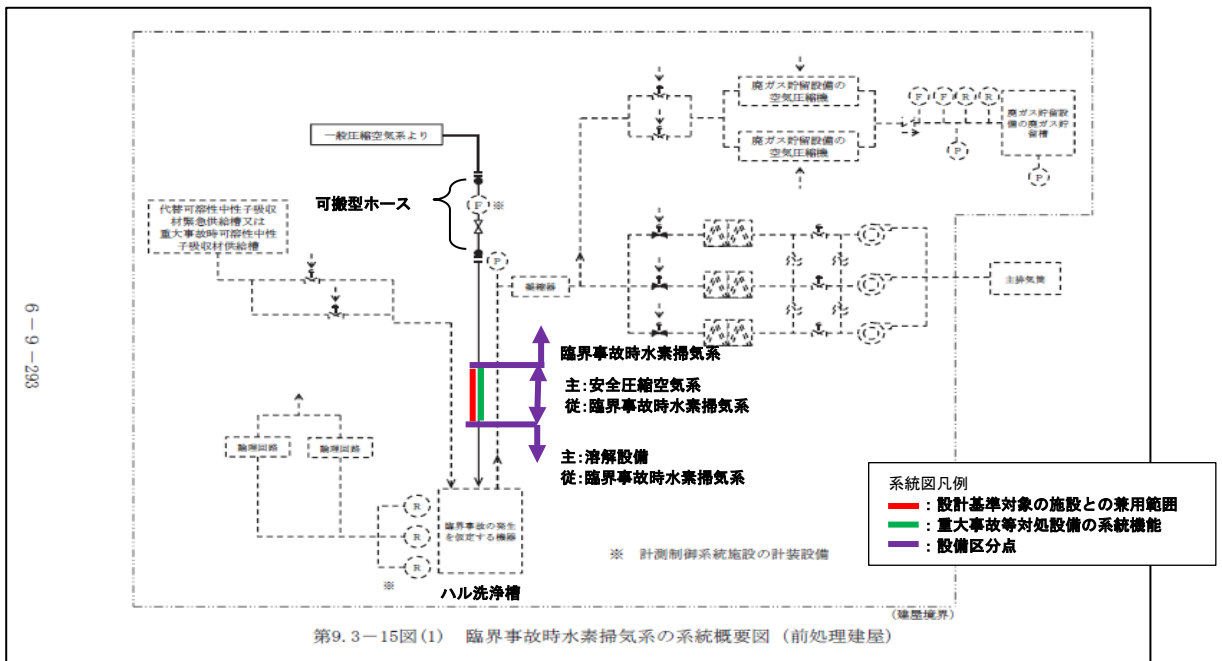 廃ガス貯留設備の
空気圧縮機
F F R R
廃ガス貯留設
備の廃ガス貯
留槽
廃ガス貯留設備の
空気圧縮機
P
P
一般圧縮空気系より
可搬型ホース
F ※
代替可溶性中性子吸収
材緊急供給槽又は
重大事故時可溶性中性
子吸収材供給槽
P
凝縮器
主排気筒
6-9-293
臨界事故時水素掃気系
主:安全圧縮空気系
従:臨界事故時水素掃気系
主:溶解設備
従:臨界事故時水素掃気系
論理回路
論理回路
R
R
R
※
臨界事故の発生
を仮定する機器
ハル洗浄槽
※ 計測制御系統施設の計装設備
系統図凡例
:設計基準対象の施設との兼用範囲
:重大事故等対処設備の系統機能
:設備区分点
(建屋境界)
第9.3-15図(1) 臨界事故時水素掃気系の系統概要図(前処理建屋)